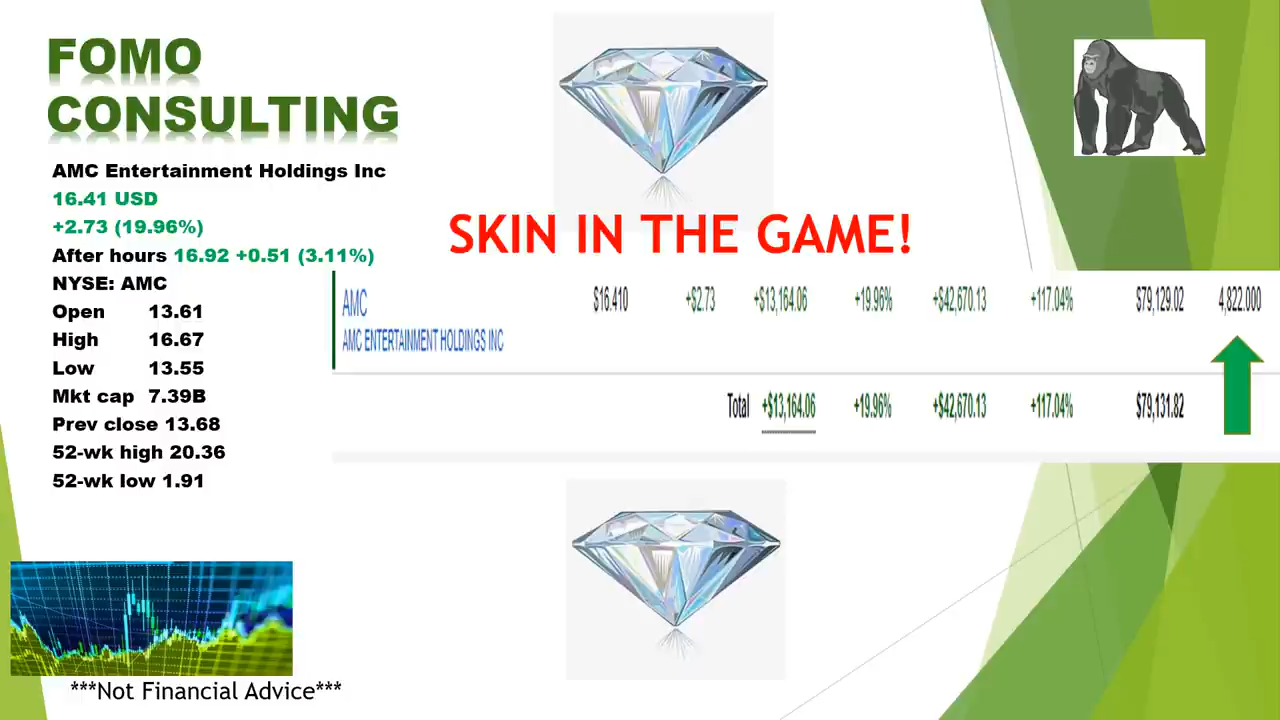 FOMO
CONSULTING
AMC Entertainment Holdings Inc
16.41 USD
+2.73 (19.96%)
After hours 16.92 +0.51 (3.11%)
NYSE: AMC
Open 13.61
High 16.67
Low 13.55
Mkt cap 7.39B
Prev close 13.68
52-wk high 20.36
52-wk low 1.91
SKIN IN THE GAME!
AMC $16.410 +$2.73 +$13,164.06 +19.96% +$42,670.13 +117.04% $79,129.02 4,822.000
AMC ENTERTAINMENT HOLDINGS INC
Total +$13,164.06 +19.96% +$42,670.13 +117.04% $79,131.82
***Not Financial Advice***